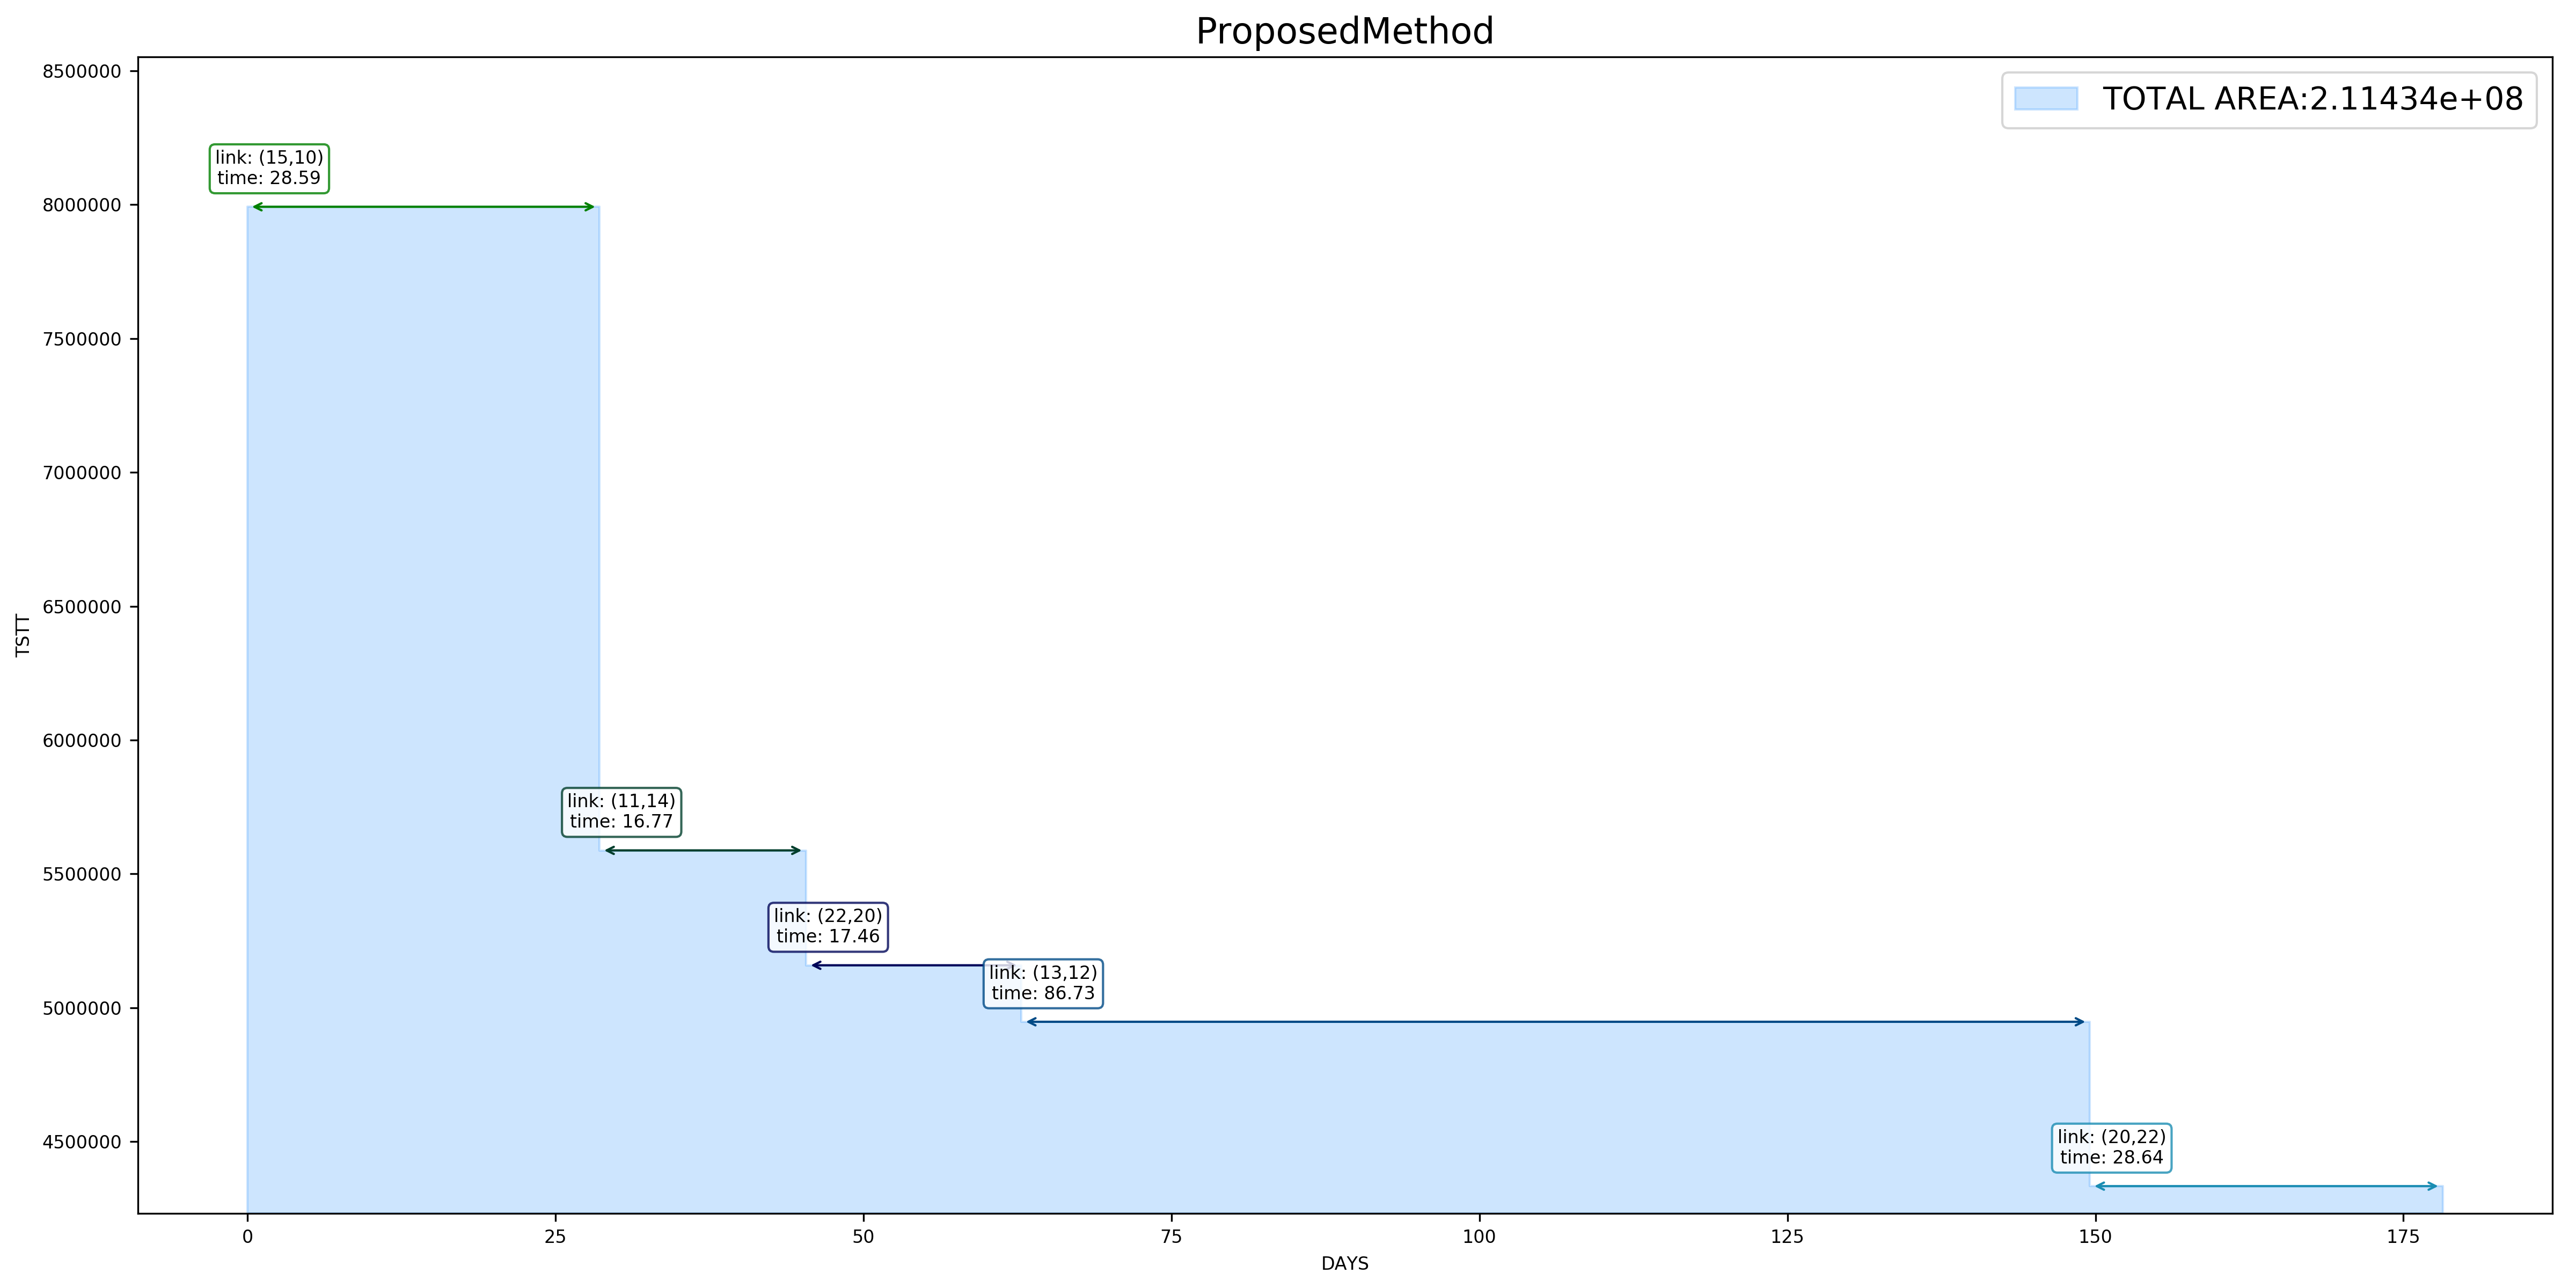 ProposedMethod
TOTAL AREA:2.11434e+08
8500000
8000000
7500000
7000000
6500000
6000000
5500000
5000000
4500000
TSTT
link: (15,10)
time: 28.59
link: (11,14)
time: 16.77
link: (22,20)
time: 17.46
link: (13,12)
time: 86.73
link: (20,22)
time: 28.64
0 25 50 75 100 125 150 175
DAYS